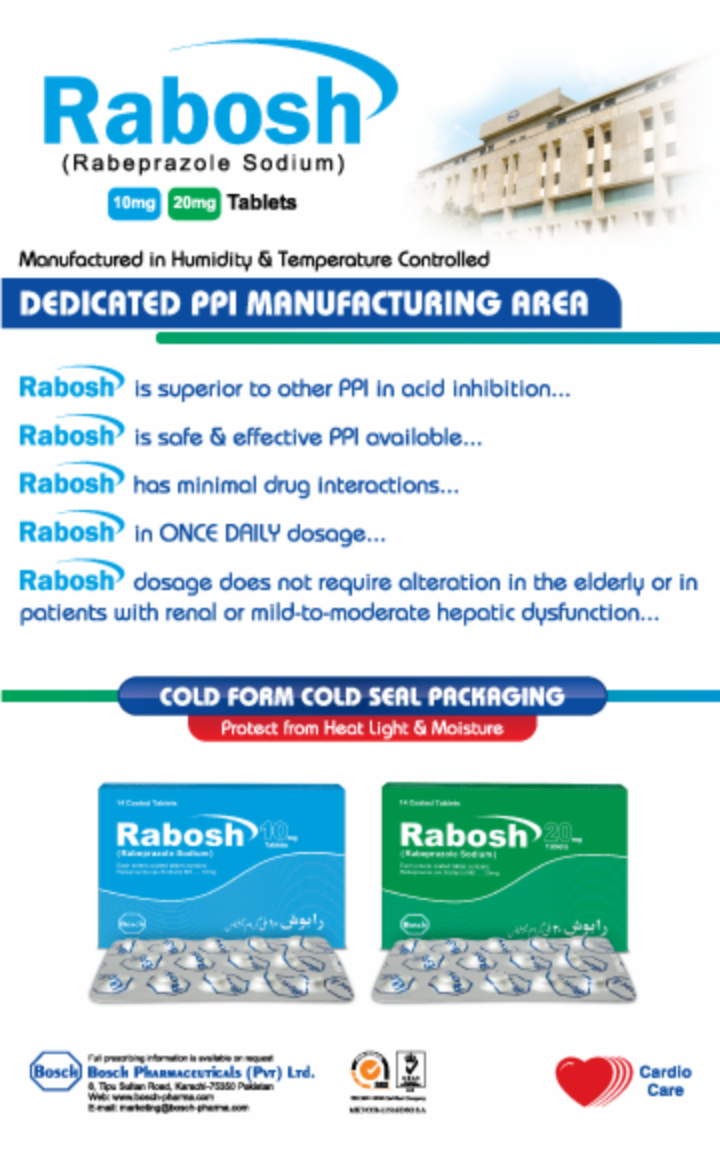 Rabosh
(Rabeprazole Sodium)
10mg 20mg Tablets
Manufactured in Humidity & Temperature Controlled
DEDICATED PPI MANUFACTURING AREA
Rabosh is superior to other PPI in acid inhibition...
Rabosh is safe & effective PPI available...
Rabosh has minimal drug interactions...
Rabosh in ONCE DAILY dosage...
Rabosh dosage does not require alteration in the elderly or in
patients with renal or mild-to-moderate hepatic dysfunction...
COLD FORM COLD SEAL PACKAGING
Protect from Heat Light & Moisture
14 Coated Tablets
Rabosh 10mg
Tablets
(Rabeprazole Sodium)
Bosch
رابوش
14 Coated Tablets
Rabosh 20mg
Tablets
(Rabeprazole Sodium)
Bosch
رابوش
Bosch
Full prescribing information is available on request
Bosch Pharmaceuticals (Pvt) Ltd.
8, Tipu Sultan Road, Karachi-75350 Pakistan
Web: www.bosch-pharma.com
E-mail: marketing@bosch-pharma.com
Cardio
Care